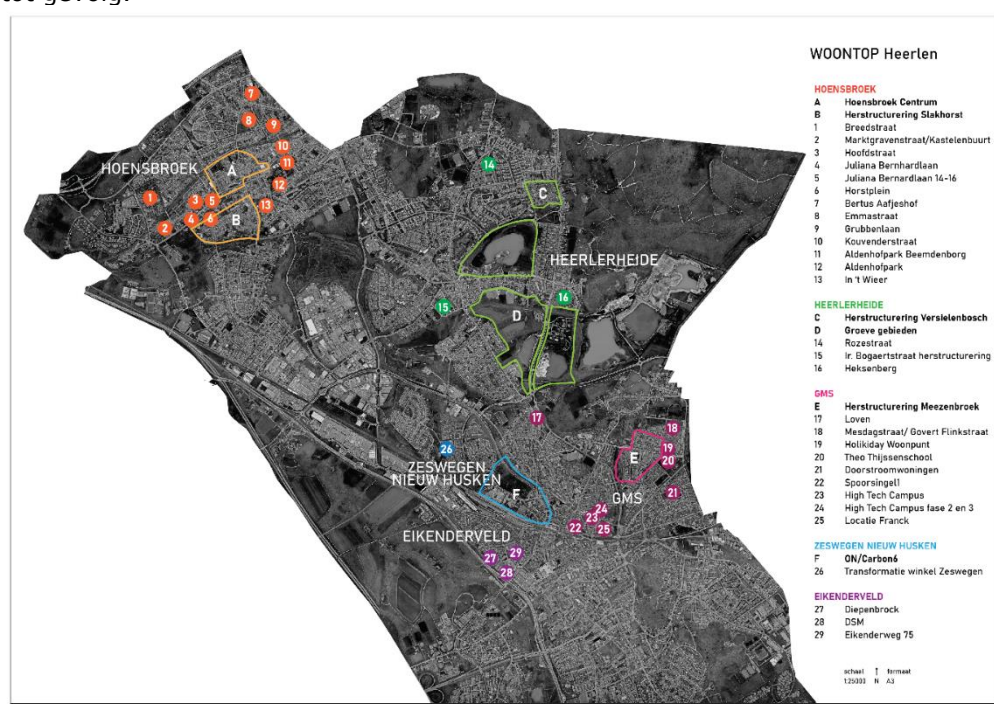 tot gevolg:
WOONTOP Heerlen
HOENSBROEK
A Hoensbroek Centrum
B Herstructurering Slakhorst
1 Breedstraat
2 Marktgravenstraat/Kastelenbuurt
3 Hoofdstraat
4 Juliana Bernhardlaan
5 Juliana Bernardlaan 14-16
6 Horstplein
7 Bertus Aafjeshof
8 Emmastraat
9 Grubbenlaan
10 Kouvenderstraat
11 Aldenhofpark Beemdenborg
12 Aldenhofpark
13 In 't Wieer
HEERLERHEIDE
C Herstructurering Versielenbosch
D Groeve gebieden
14 Rozestraat
15 Ir. Bogaertstraat herstructurering
16 Heksenberg
GMS
E Herstructurering Meezenbroek
17 Loven
18 Mesdagstraat/ Govert Flinkstraat
19 Holikiday Woonpunt
20 Theo Thijssenschool
21 Doorstroomwoningen
22 Spoorsingel1
23 High Tech Campus
24 High Tech Campus fase 2 en 3
25 Locatie Franck
ZESWEGEN NIEUW HUSKEN
F ON/Carbon6
26 Transformatie winkel Zeswegen
EIKENDERVELD
27 Diepenbrock
28 DSM
29 Eikenderweg 75
schaal ↑ formaat
1:25000 N A3
7
8
9
10
HOENSBROEK
A
11
14
12
C
1
3
5
13
4
6
B
2
HEERLERHEIDE
16
15
D
17
18
26
19
E
20
ZESWEGEN
NIEUW HUSKEN
F
21
GMS
24
23
22
25
EIKENDERVELD
29
27
28